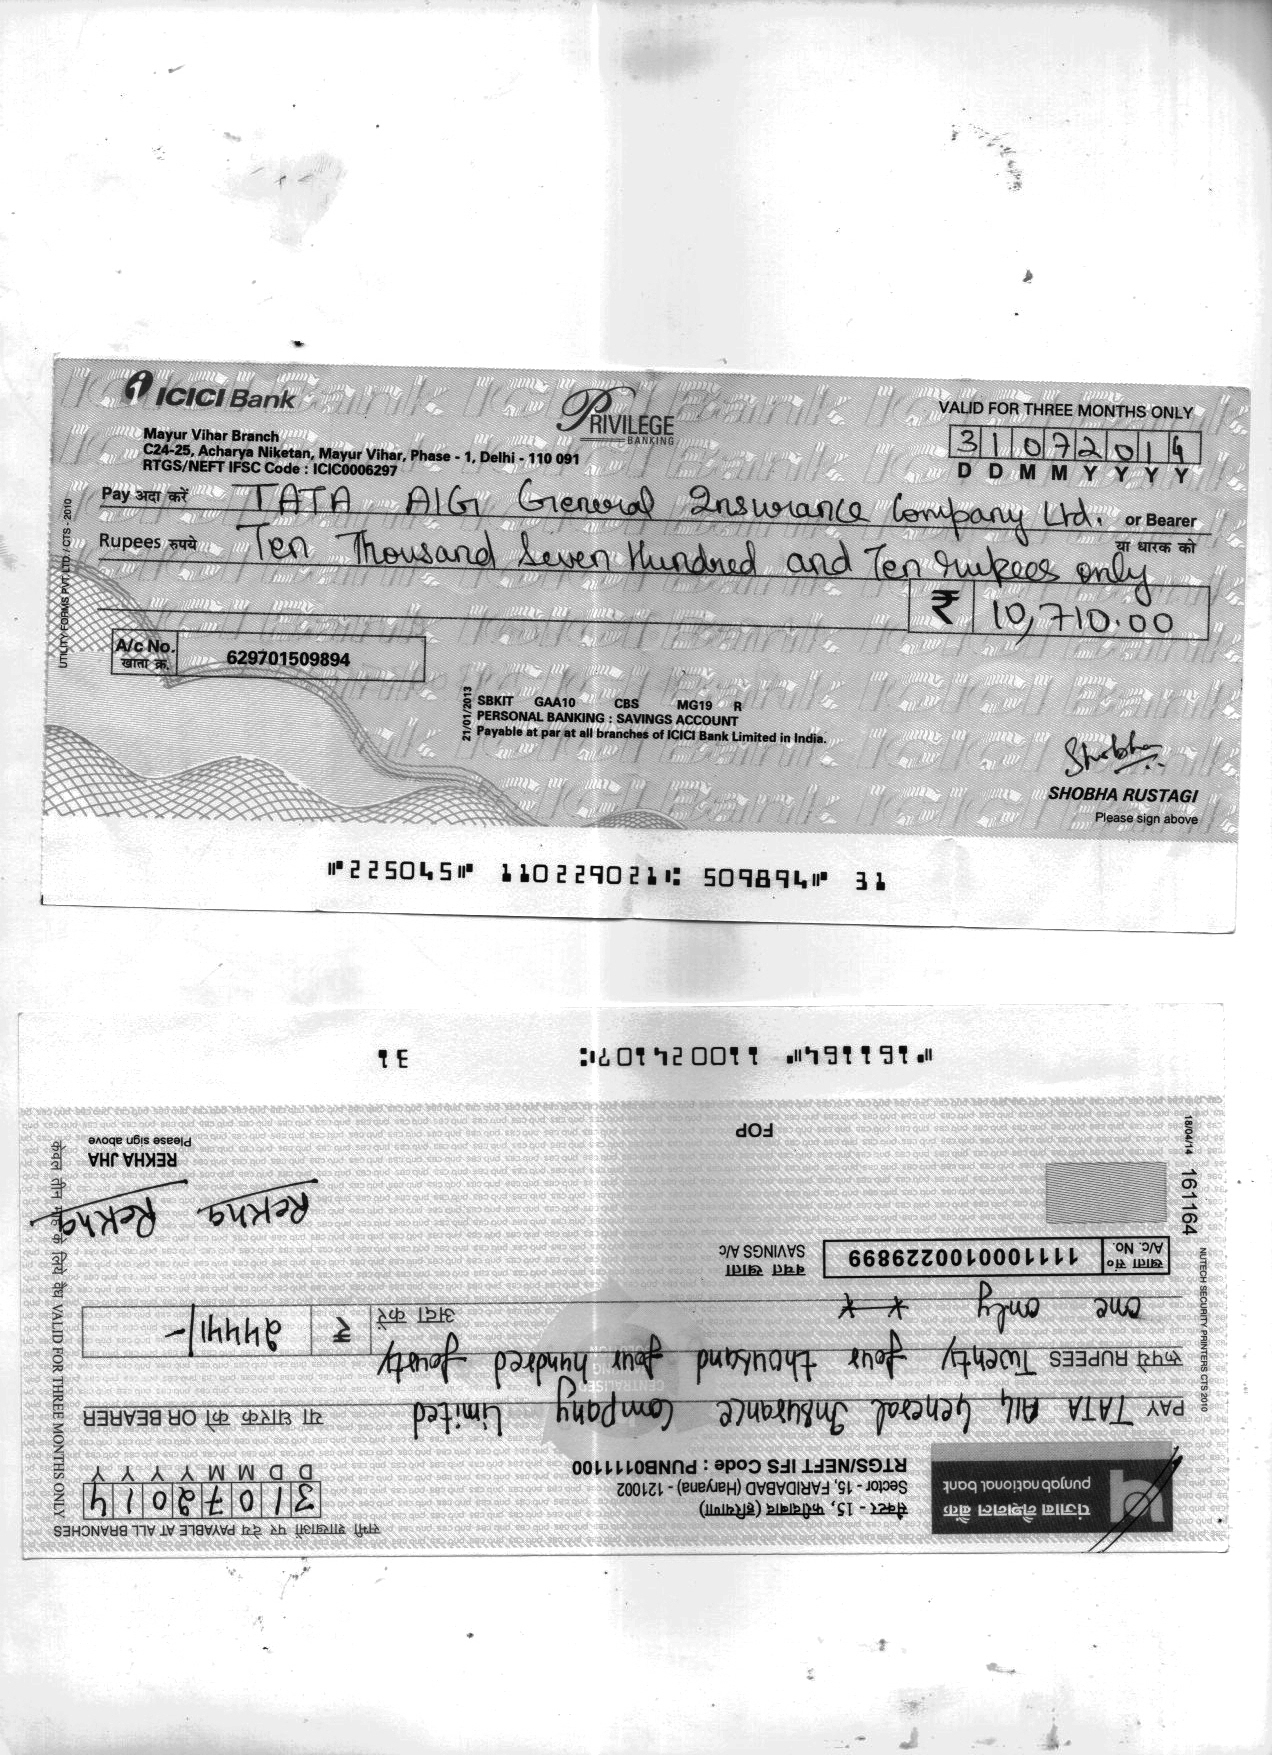 ICICI Bank
PRIVILEGE
BANKING
VALID FOR THREE MONTHS ONLY
Mayur Vihar Branch
C24-25, Acharya Niketan, Mayur Vihar, Phase - 1, Delhi - 110 091
RTGS/NEFT IFSC Code : ICIC0006297
31072014
D D M M Y Y Y Y
Pay अदा करें TATA AIG General Insurance Company Ltd. or Bearer
या धारक को
Rupees रुपये Ten Thousand Seven Hundred and Ten rupees only
₹ 10,710.00
A/c No. 629701509894
खाता क्र.
UTILITY FORMS PVT. LTD. / CTS - 2010
21/01/2013
SBKIT GAA10 CBS MG19 R
PERSONAL BANKING : SAVINGS ACCOUNT
Payable at par at all branches of ICICI Bank Limited in India.
Shobha
SHOBHA RUSTAGI
Please sign above
⑈225045⑈ 110229021⑆ 509894⑈ 31
पंजाब नैशनल बैंक
punjab national bank
सैक्टर - 15, फरीदाबाद (हरियाणा)
Sector - 15, FARIDABAD (Haryana) - 121002
RTGS/NEFT IFS Code : PUNB0111100
सभी शाखाओं पर देय PAYABLE AT ALL BRANCHES
31072014
D D M M Y Y Y Y
PAY TATA AIG General Insurance Company Limited या धारक को OR BEARER
रुपये RUPEES Twenty four thousand four hundred fourty
one only * *
अदा करें ₹ 24441/-
खाता सं०
A/c. No. 1111000100229899
बचत खाता
SAVINGS A/c
NUTECH SECURITY PRINTERS CTS 2010
18/04/14 161164
FOP
Rekha Rekha
REKHA JHA
Please sign above
केवल तीन माह के लिये वैध VALID FOR THREE MONTHS ONLY
⑈161164⑈ 110024107⑆ 31